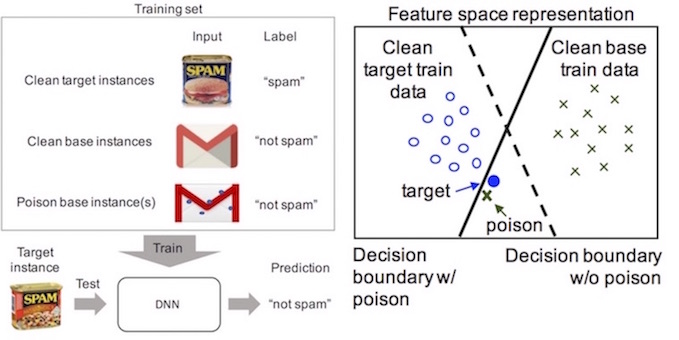 Training set
Input Label
Clean target instances SPAM "spam"
Clean base instances "not spam"
Poison base instance(s) "not spam"
Train
Target
instance
Test
SPAM
DNN
Prediction
"not spam"
Feature space representation
Clean
target train
data
Clean base
train data
target
poison
Decision
boundary w/
poison
Decision boundary
w/o poison